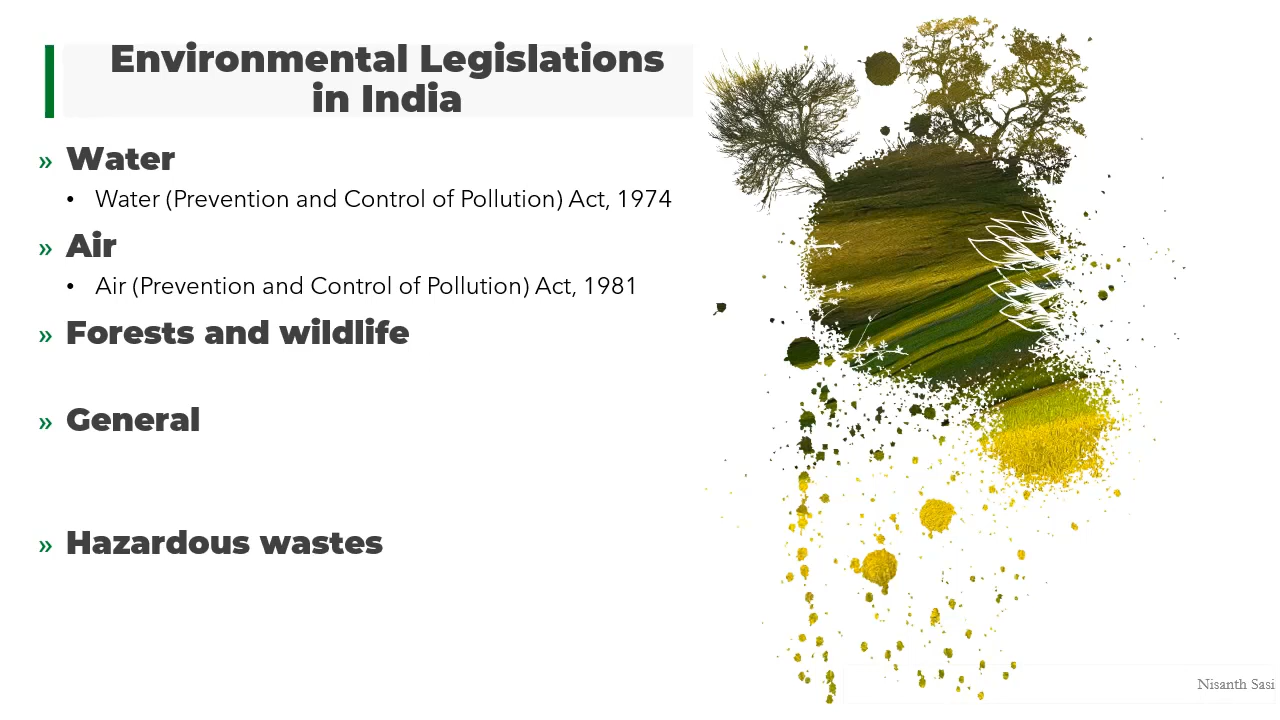 Environmental Legislations
in India
» Water
• Water (Prevention and Control of Pollution) Act, 1974
» Air
• Air (Prevention and Control of Pollution) Act, 1981
» Forests and wildlife
» General
» Hazardous wastes
Nisanth Sasi